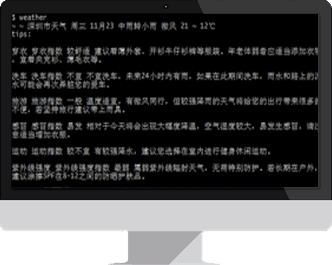 $ weather
~ ~ 深圳市天气 周三 11月23 中雨转小雨 微风 21 ~ 12℃
tips:
穿衣 穿衣指数 较舒适 建议着薄外套、开衫牛仔衫裤等服装。年老体弱者应适当添加衣物
，宜着夹克衫、薄毛衣等。
洗车 洗车指数 不宜 不宜洗车，未来24小时内有雨，如果在此期间洗车，雨水和路上的泥
水可能会再次弄脏您的爱车。
旅游 旅游指数 一般 温度适宜，有微风同行，但较强降雨的天气将给您的出行带来很多的
不便，若坚持旅行建议带上雨具。
感冒 感冒指数 易发 相对于今天将会出现大幅度降温，空气湿度较大，易发生感冒，请注
意适当增加衣服。
运动 运动指数 较不宜 有较强降水，建议您选择在室内进行健身休闲运动。
紫外线强度 紫外线强度指数 最弱 属弱紫外线辐射天气，无需特别防护。若长期在户外，
建议涂擦SPF在8-12之间的防晒护肤品。